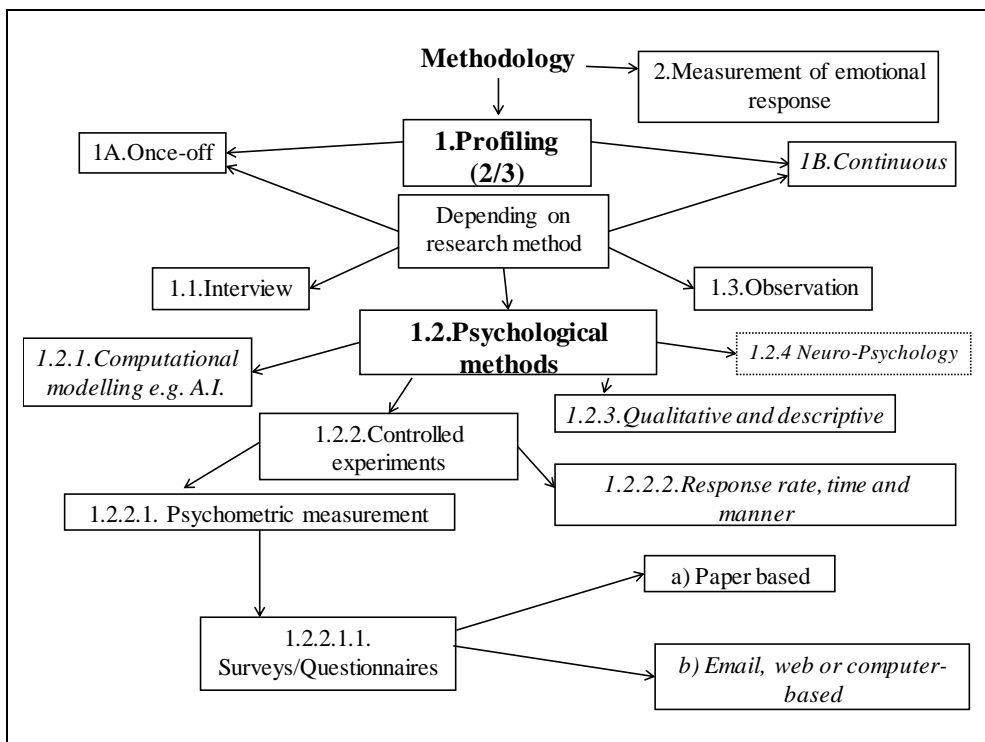 Methodology
2.Measurement of emotional
response
1A.Once-off
1.Profiling
(2/3)
1B.Continuous
Depending on
research method
1.1.Interview
1.3.Observation
1.2.Psychological
methods
1.2.1.Computational
modelling e.g. A.I.
1.2.4 Neuro-Psychology
1.2.3.Qualitative and descriptive
1.2.2.Controlled
experiments
1.2.2.2.Response rate, time and
manner
1.2.2.1. Psychometric measurement
a) Paper based
1.2.2.1.1.
Surveys/Questionnaires
b) Email, web or computer-
based